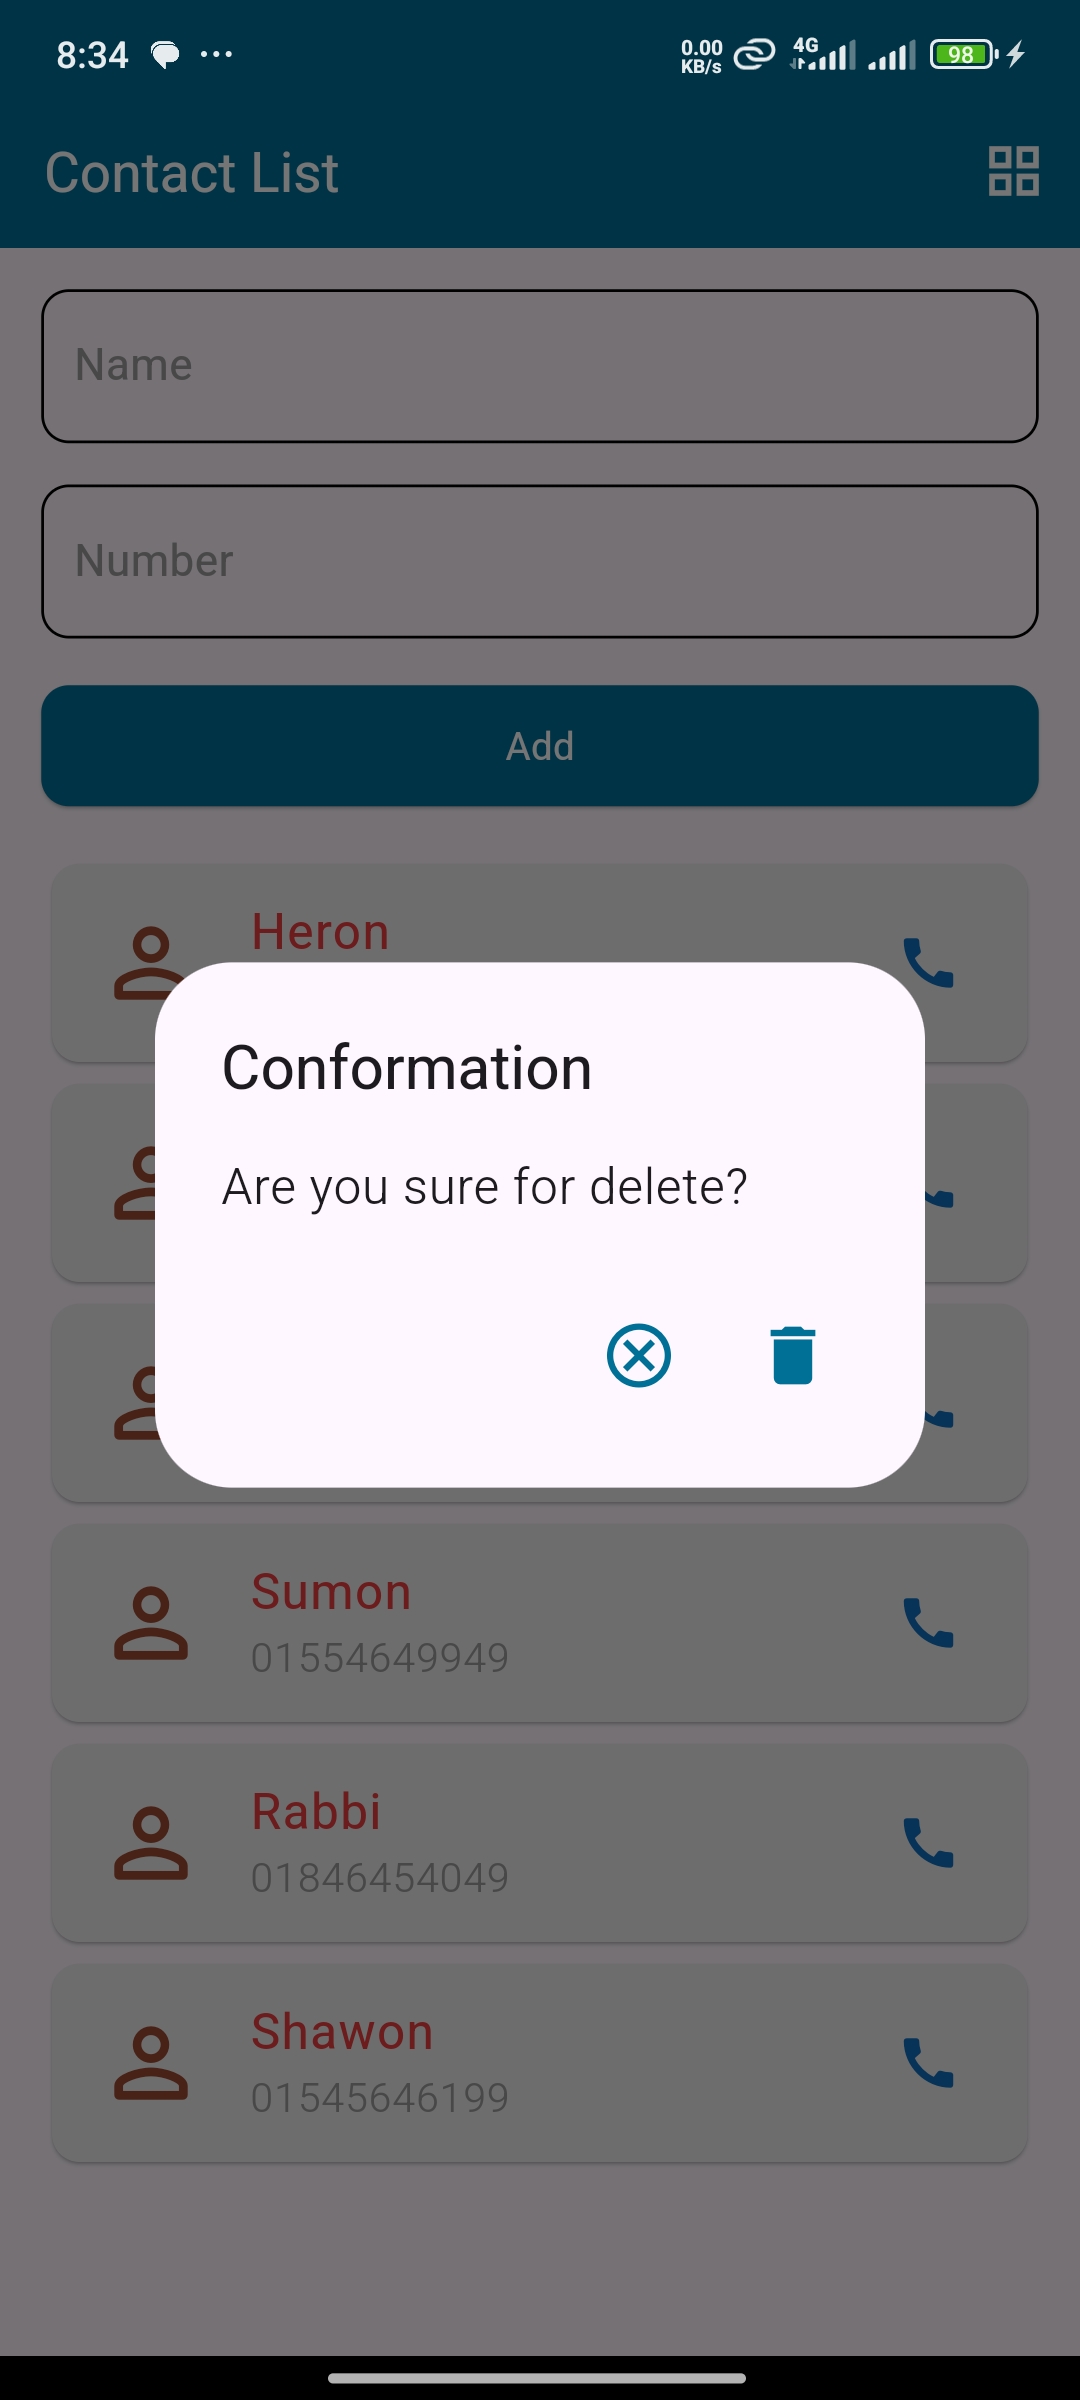 8:34
0.00
KB/s
4G
98
Contact List
Name
Number
Add
Heron
Conformation
Are you sure for delete?
Sumon
01554649949
Rabbi
01846454049
Shawon
01545646199